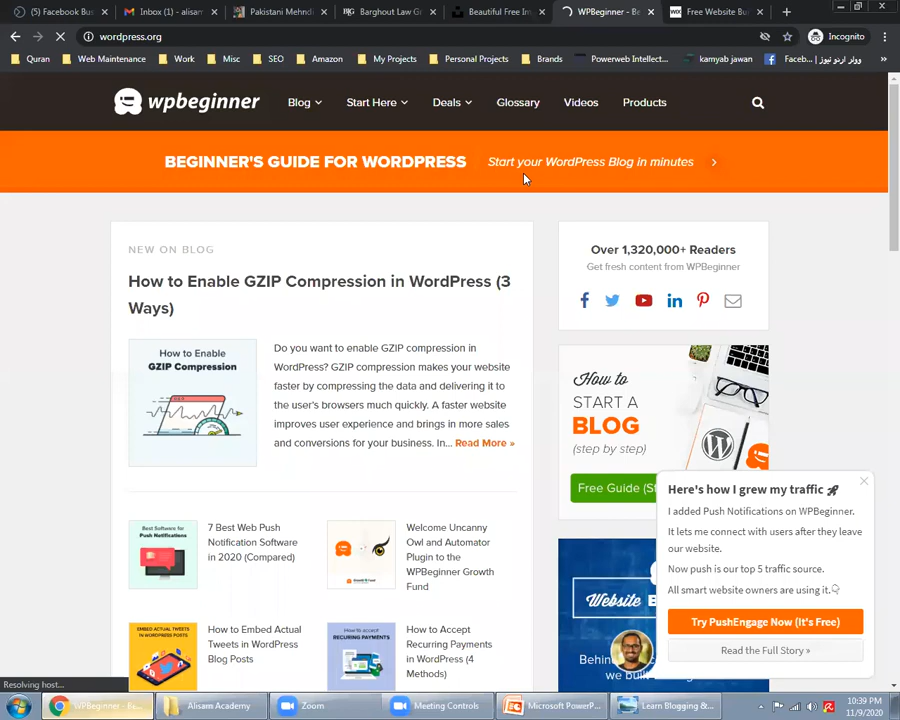 (5) Facebook Bus
Inbox (1) - alisam
Pakistani Mehndi
Barghout Law Gr
Beautiful Free Im
WPBeginner - Be
WIX
Free Website Bui
wordpress.org
Incognito
Quran
Web Maintenance
Work
Misc
SEO
Amazon
My Projects
Personal Projects
Brands
Powerweb Intellect...
kamyab jawan
Faceb... | وولر اردو نیوز
wpbeginner
Blog
Start Here
Deals
Glossary
Videos
Products
BEGINNER'S GUIDE FOR WORDPRESS
Start your WordPress Blog in minutes
NEW ON BLOG
How to Enable GZIP Compression in WordPress (3
Ways)
How to Enable
GZIP Compression
Do you want to enable GZIP compression in
WordPress? GZIP compression makes your website
faster by compressing the data and delivering it to
the user's browsers much quickly. A faster website
improves user experience and brings in more sales
and conversions for your business. In... Read More »
Best Software for
Push Notifications
7 Best Web Push
Notification Software
in 2020 (Compared)
Welcome Uncanny
Owl and Automator
Plugin to the
WPBeginner Growth
Fund
EMBED ACTUAL
TWEETS IN
WORDPRESS POSTS
How to Embed Actual
Tweets in WordPress
Blog Posts
How to accept
RECURRING
PAYMENTS
How to Accept
Recurring Payments
in WordPress (4
Methods)
Over 1,320,000+ Readers
Get fresh content from WPBeginner
How to
START A
BLOG
(step by step)
Free Guide (St
Website
Behin
we b
Here's how I grew my traffic
I added Push Notifications on WPBeginner.
It lets me connect with users after they leave
our website.
Now push is our top 5 traffic source.
All smart website owners are using it.
Try PushEngage Now (It's Free)
Read the Full Story »
Resolving host...
WPBeginner - Be...
Alisam Academy
Zoom
Meeting Controls
Microsoft PowerP...
Learn Blogging &...
10:39 PM
11/9/2020